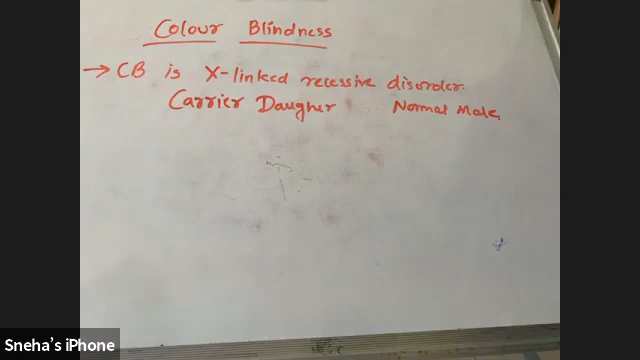 Colour Blindness
→ CB is X-linked recessive disorder.
Carrier Daugher Normal Male
Sneha's iPhone